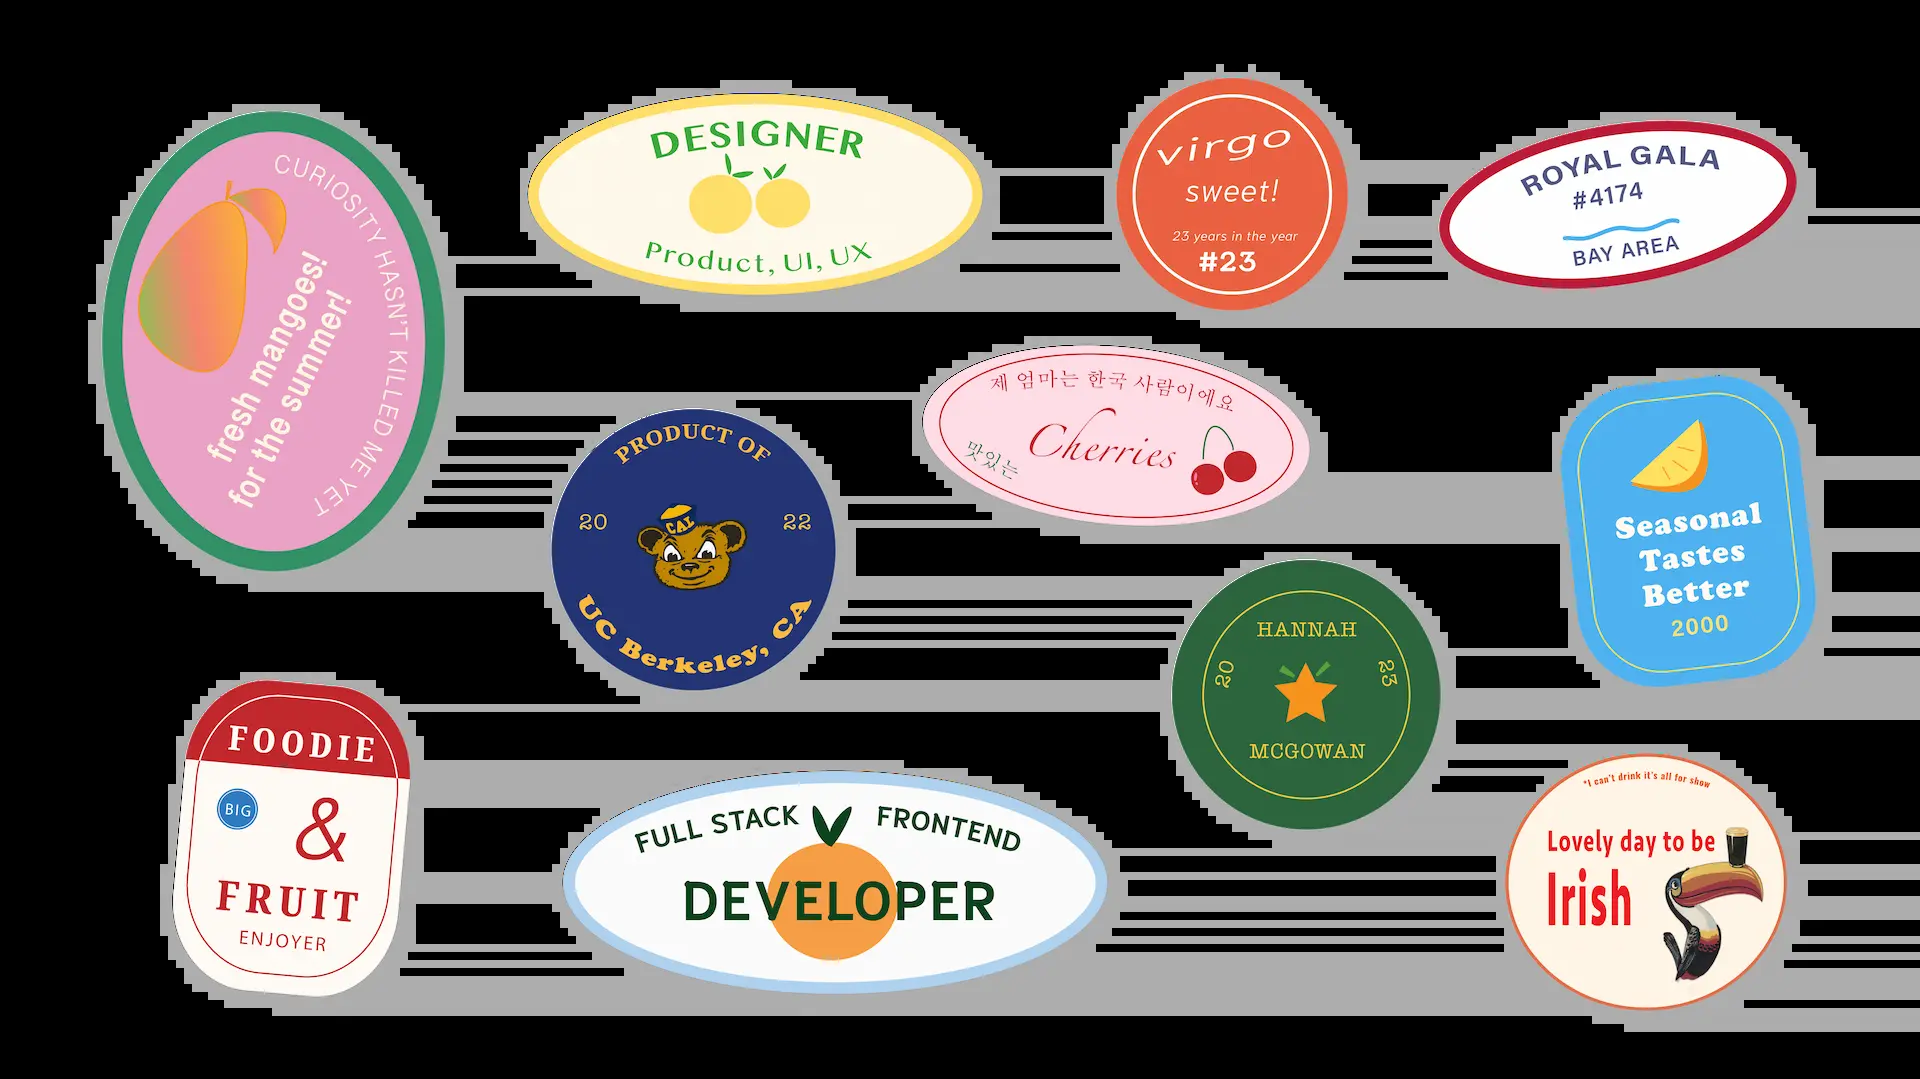 CURIOSITY HASN'T KILLED ME YET
fresh mangoes!
for the summer!
DESIGNER
Product, UI, UX
virgo
sweet!
23 years in the year
#23
ROYAL GALA
#4174
BAY AREA
제 엄마는 한국 사람이에요
Cherries
맛있는
PRODUCT OF
20 22
CAL
UC Berkeley, CA
Seasonal
Tastes
Better
2000
HANNAH
20 23
MCGOWAN
FOODIE
BIG
&
FRUIT
ENJOYER
FULL STACK FRONTEND
DEVELOPER
*I can't drink it's all for show
Lovely day to be
Irish